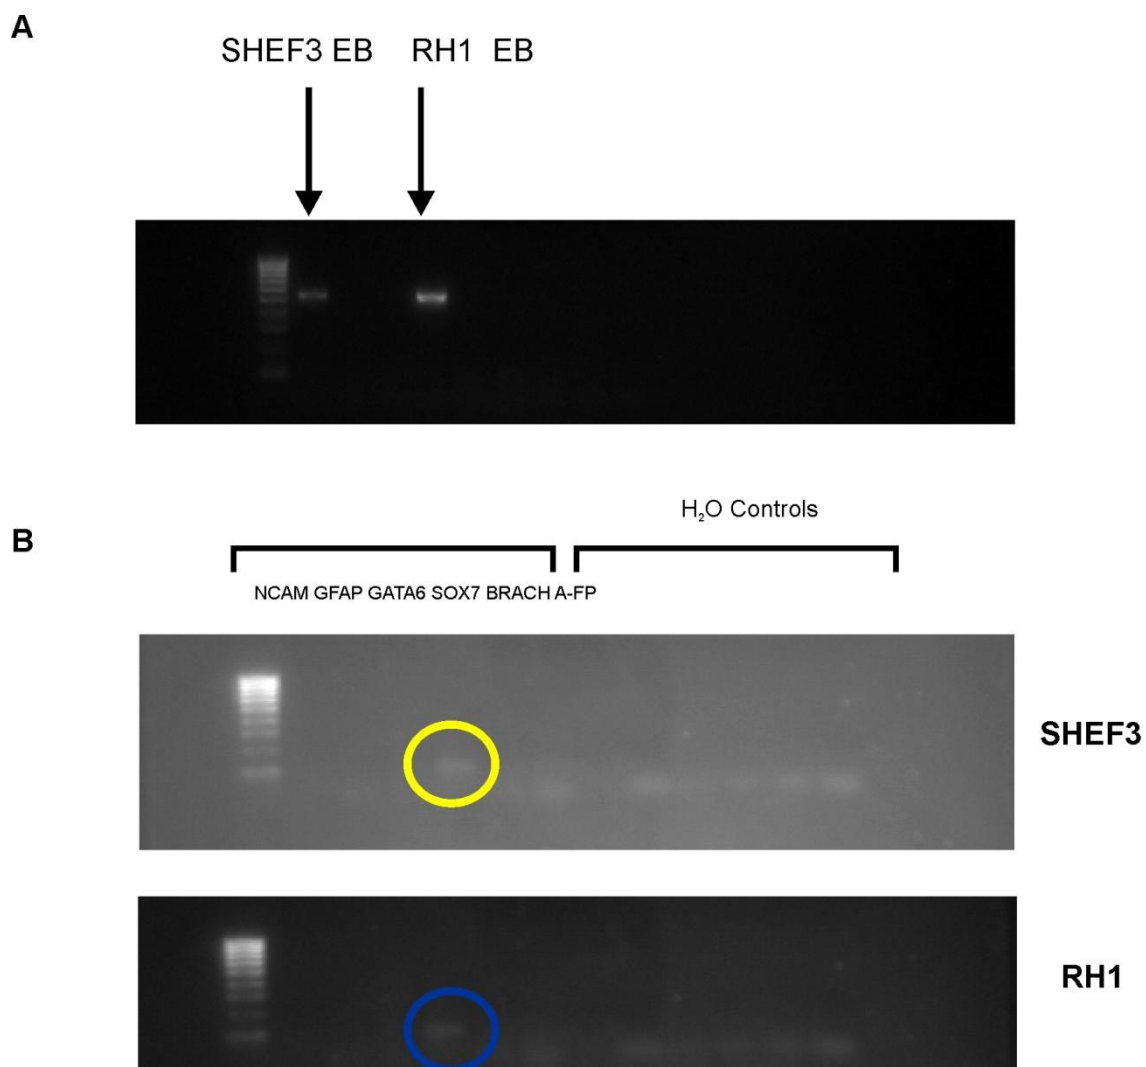 A
SHEF3 EB RH1 EB
H₂O Controls
B
NCAM GFAP GATA6 SOX7 BRACH A-FP
SHEF3
RH1